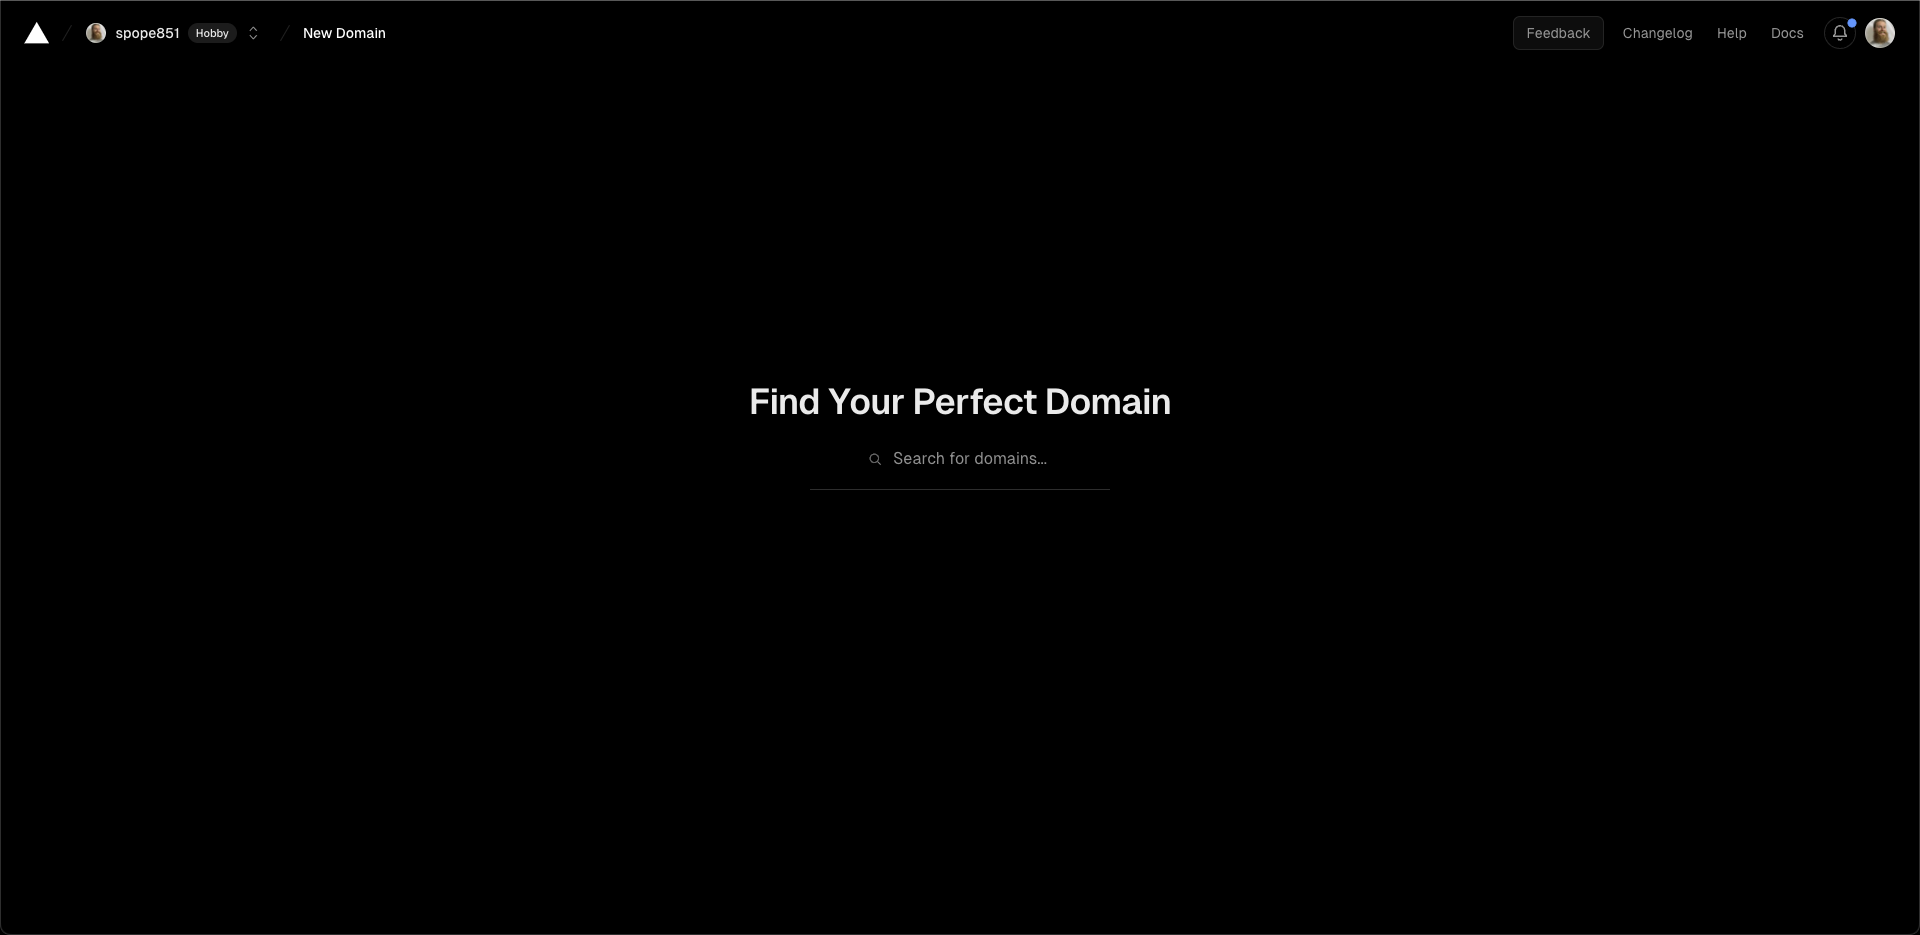 spope851 Hobby New Domain Feedback Changelog Help Docs
Find Your Perfect Domain
Search for domains...